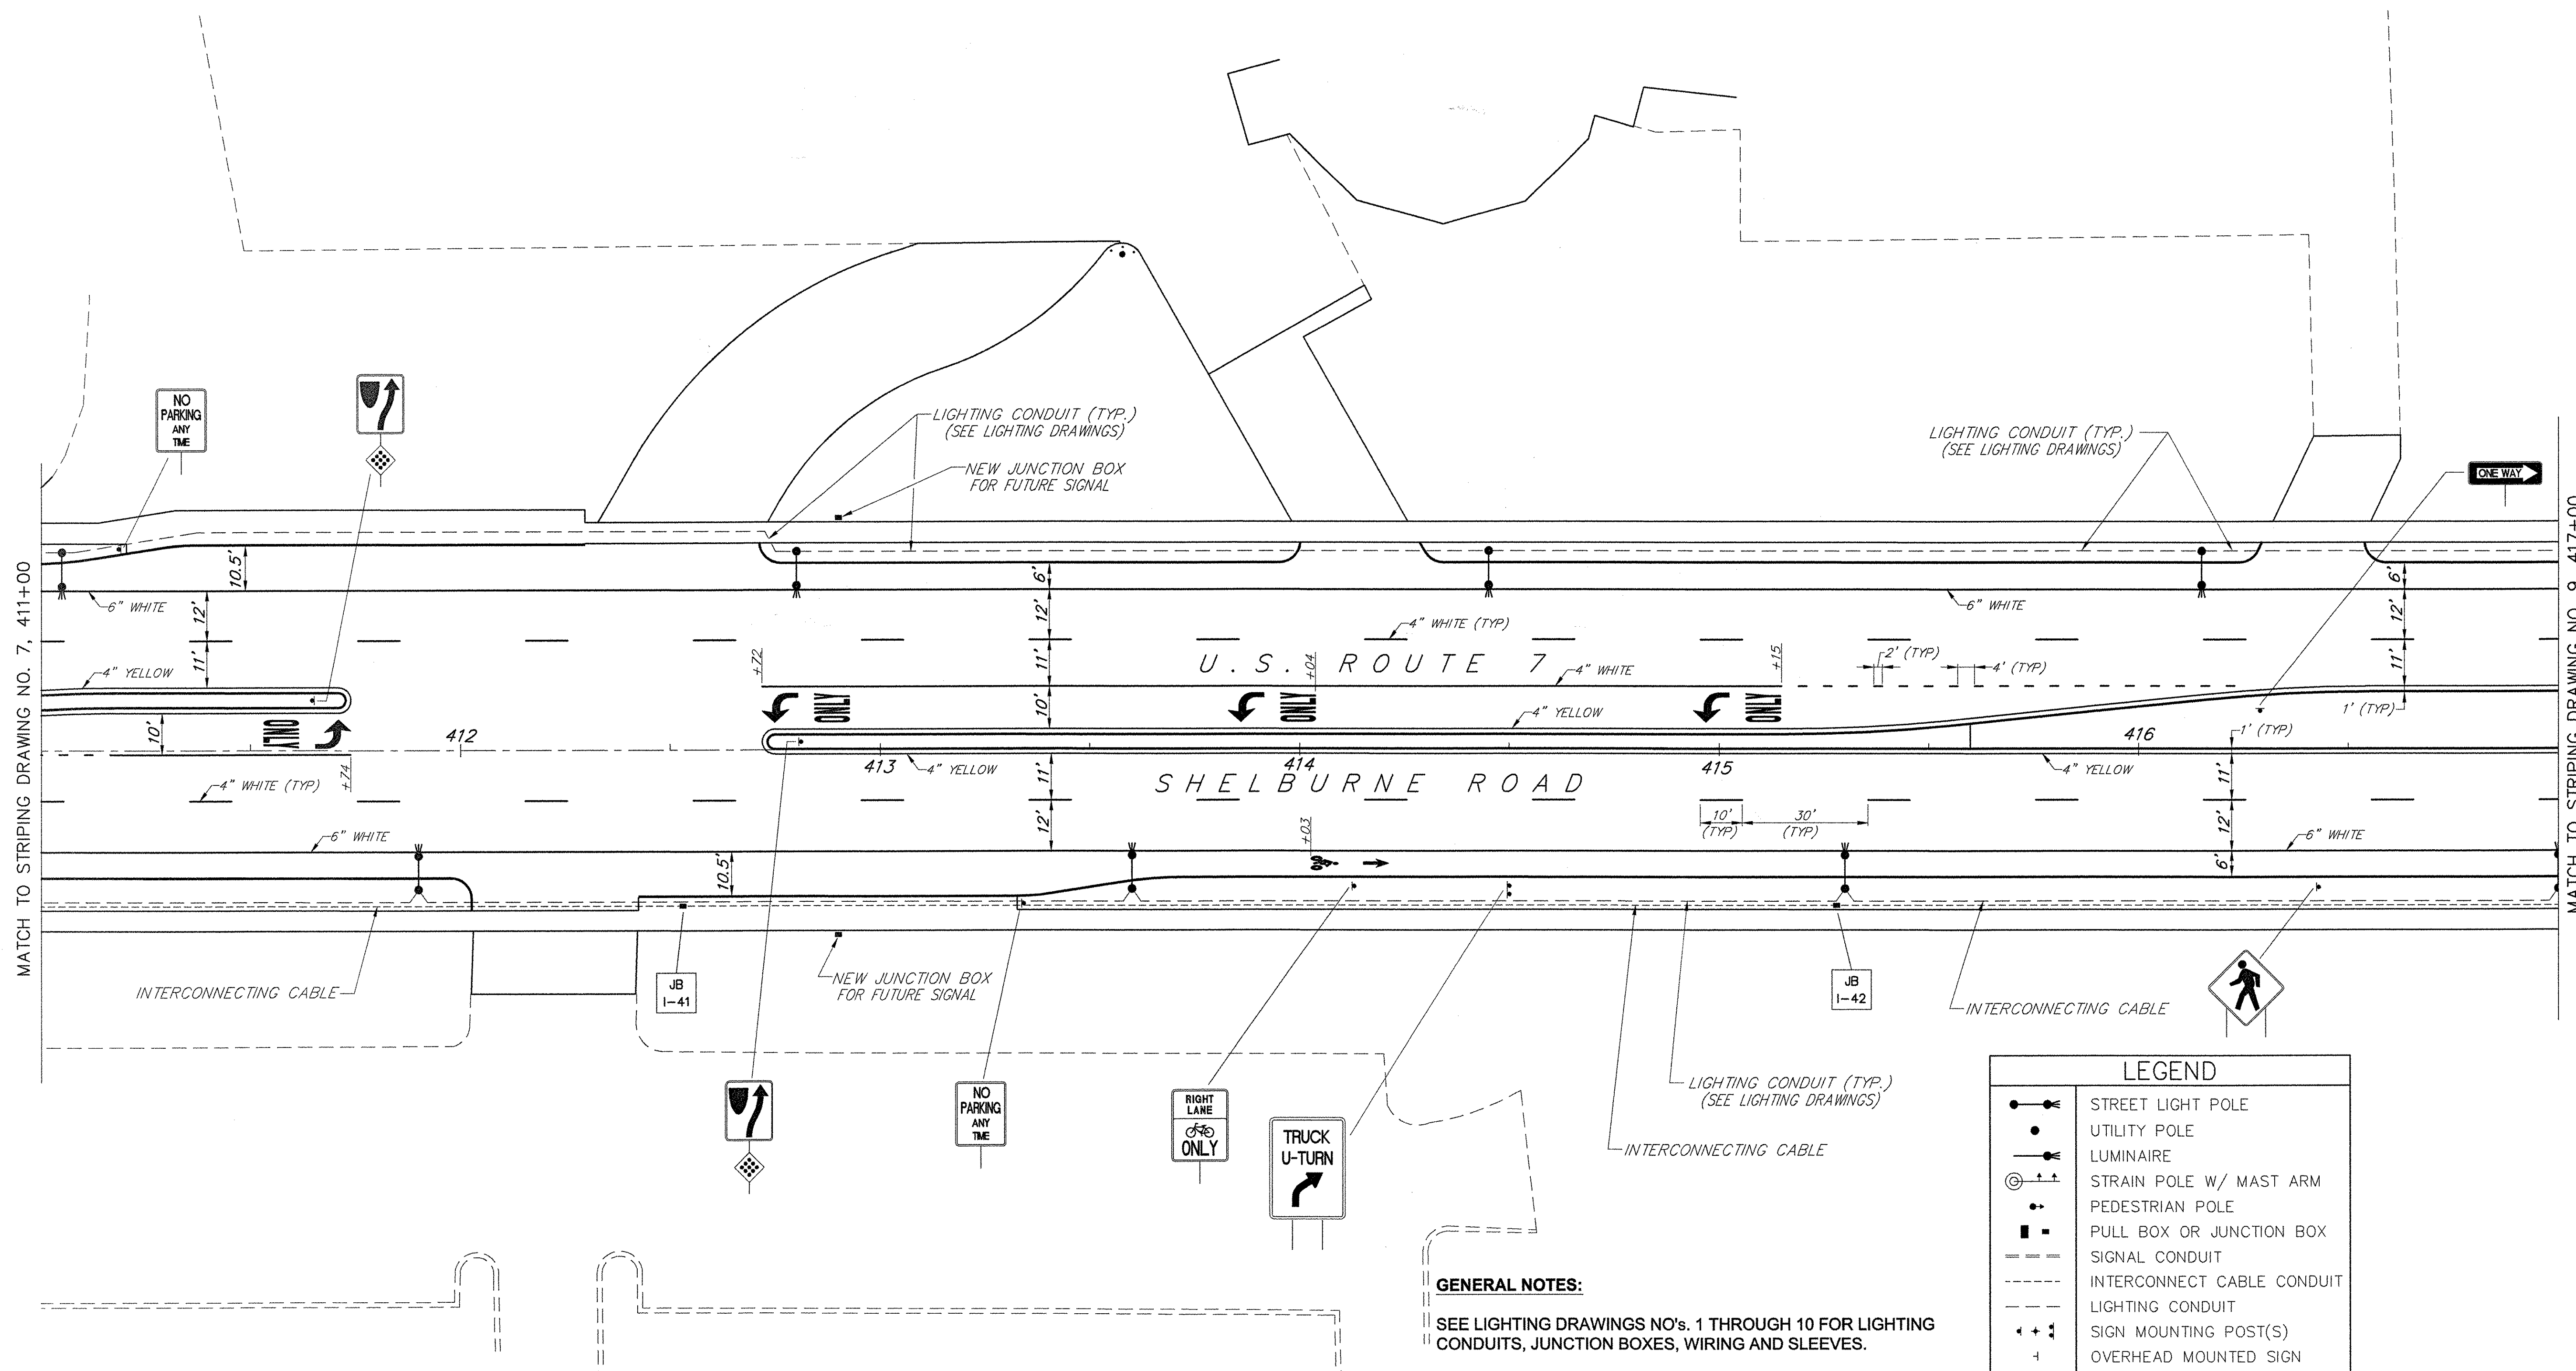 NO
PARKING
ANY
TIME
LIGHTING CONDUIT (TYP.)
(SEE LIGHTING DRAWINGS)
NEW JUNCTION BOX
FOR FUTURE SIGNAL
LIGHTING CONDUIT (TYP.)
(SEE LIGHTING DRAWINGS)
ONE WAY
MATCH TO STRIPING DRAWING NO. 7, 411+00
MATCH TO STRIPING DRAWING NO. 9, 417+00
10.5'
6'
6'
6" WHITE
6" WHITE
12'
12'
12'
4" WHITE (TYP)
11'
11'
11'
+72
U.S. ROUTE 7
+04
4" WHITE
+15
2' (TYP)
4' (TYP)
4" YELLOW
ONLY
ONLY
ONLY
ONLY
10'
10'
4" YELLOW
1' (TYP)
412
413
414
415
416
1' (TYP)
4" YELLOW
4" YELLOW
4" WHITE (TYP)
+74
11'
11'
SHELBURNE ROAD
12'
12'
10'
(TYP)
30'
(TYP)
+03
6" WHITE
6" WHITE
10.5'
6'
INTERCONNECTING CABLE
JB
I-41
NEW JUNCTION BOX
FOR FUTURE SIGNAL
JB
I-42
INTERCONNECTING CABLE
LIGHTING CONDUIT (TYP.)
(SEE LIGHTING DRAWINGS)
INTERCONNECTING CABLE
NO
PARKING
ANY
TIME
RIGHT
LANE
ONLY
TRUCK
U-TURN
LEGEND
STREET LIGHT POLE
UTILITY POLE
LUMINAIRE
STRAIN POLE W/ MAST ARM
PEDESTRIAN POLE
PULL BOX OR JUNCTION BOX
SIGNAL CONDUIT
INTERCONNECT CABLE CONDUIT
LIGHTING CONDUIT
SIGN MOUNTING POST(S)
OVERHEAD MOUNTED SIGN
GENERAL NOTES:
SEE LIGHTING DRAWINGS NO's. 1 THROUGH 10 FOR LIGHTING
CONDUITS, JUNCTION BOXES, WIRING AND SLEEVES.